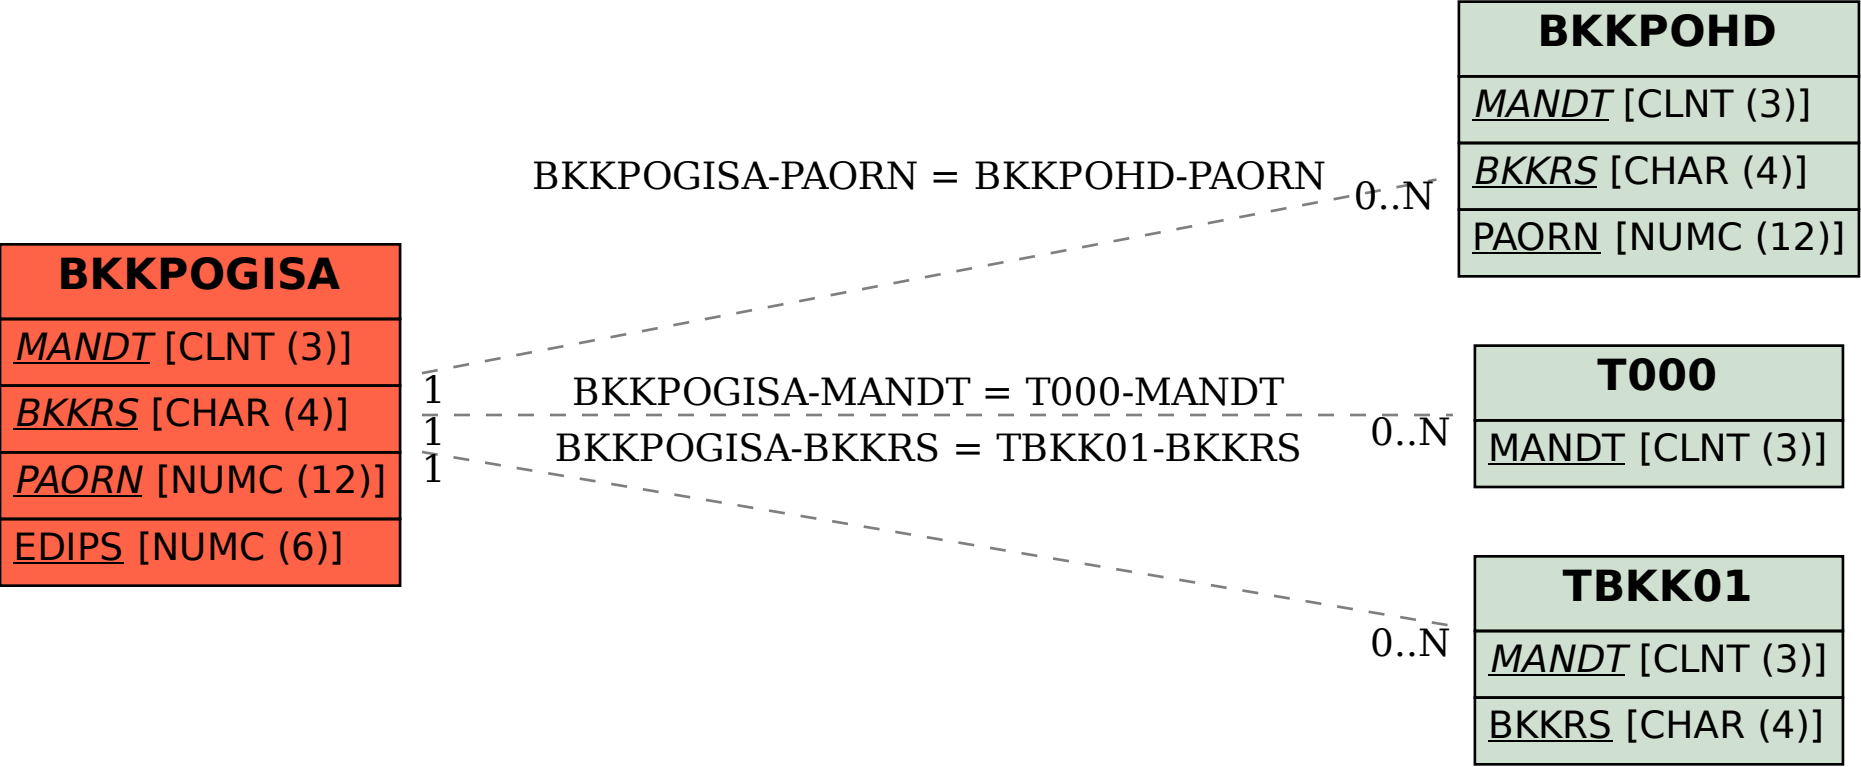 BKKPOGISA
MANDT [CLNT (3)]
BKKRS [CHAR (4)]
PAORN [NUMC (12)]
EDIPS [NUMC (6)]
BKKPOGISA-PAORN = BKKPOHD-PAORN
0..N
1
BKKPOGISA-MANDT = T000-MANDT
0..N
1
BKKPOGISA-BKKRS = TBKK01-BKKRS
0..N
1
BKKPOHD
MANDT [CLNT (3)]
BKKRS [CHAR (4)]
PAORN [NUMC (12)]
T000
MANDT [CLNT (3)]
TBKK01
MANDT [CLNT (3)]
BKKRS [CHAR (4)]